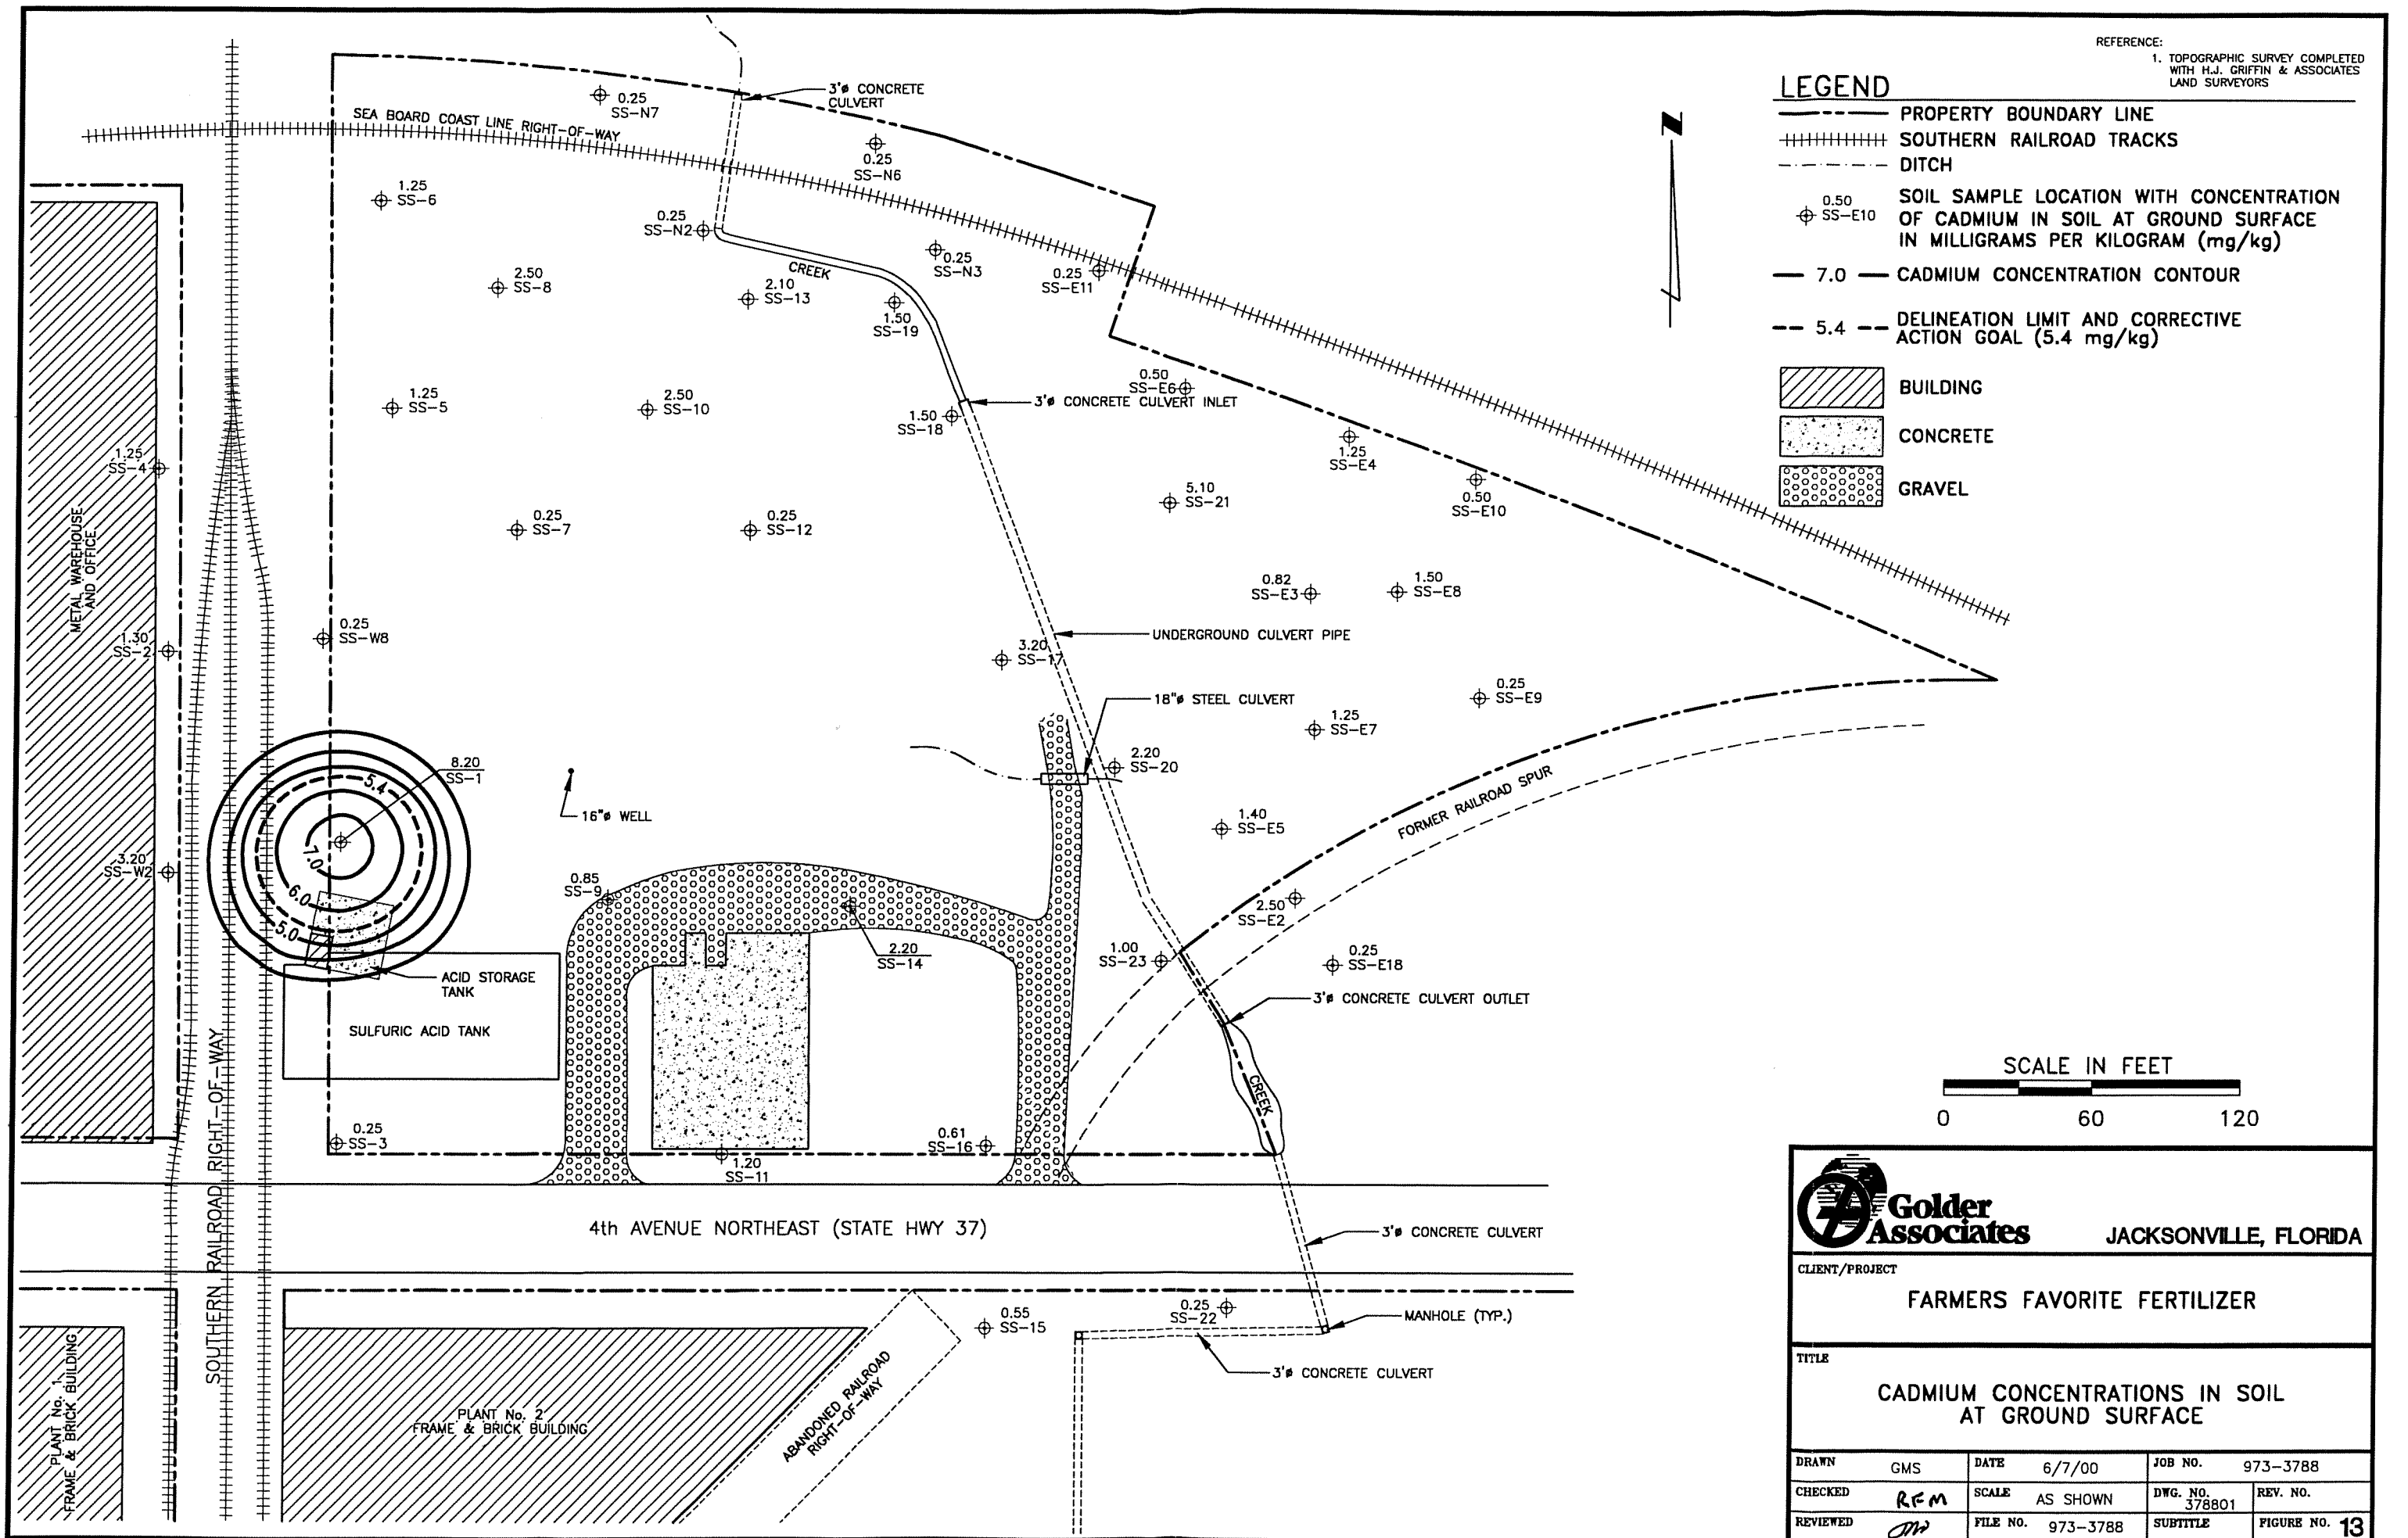 REFERENCE:
1. TOPOGRAPHIC SURVEY COMPLETED
WITH H.J. GRIFFIN & ASSOCIATES
LAND SURVEYORS
LEGEND
PROPERTY BOUNDARY LINE
SOUTHERN RAILROAD TRACKS
DITCH
0.50
SS-E10
SOIL SAMPLE LOCATION WITH CONCENTRATION
OF CADMIUM IN SOIL AT GROUND SURFACE
IN MILLIGRAMS PER KILOGRAM (mg/kg)
7.0
CADMIUM CONCENTRATION CONTOUR
5.4
DELINEATION LIMIT AND CORRECTIVE
ACTION GOAL (5.4 mg/kg)
BUILDING
CONCRETE
GRAVEL
N
3'ø CONCRETE
CULVERT
0.25
SS-N7
SEA BOARD COAST LINE RIGHT-OF-WAY
0.25
SS-N6
1.25
SS-6
0.25
SS-N2
CREEK
0.25
SS-N3
0.25
SS-E11
2.50
SS-8
2.10
SS-13
1.50
SS-19
0.50
SS-E6
3'ø CONCRETE CULVERT INLET
1.25
SS-5
2.50
SS-10
1.50
SS-18
1.25
SS-E4
1.25
SS-4
0.50
SS-E10
5.10
SS-21
0.25
SS-7
0.25
SS-12
METAL WAREHOUSE
AND OFFICE
0.82
SS-E3
1.50
SS-E8
0.25
SS-W8
1.30
SS-2
UNDERGROUND CULVERT PIPE
3.20
SS-17
18"ø STEEL CULVERT
0.25
SS-E9
1.25
SS-E7
8.20
SS-1
2.20
SS-20
5.4
7.0
6.0
5.0
16"ø WELL
FORMER RAILROAD SPUR
1.40
SS-E5
3.20
SS-W2
0.85
SS-9
2.50
SS-E2
2.20
SS-14
1.00
SS-23
0.25
SS-E18
ACID STORAGE
TANK
SULFURIC ACID TANK
3'ø CONCRETE CULVERT OUTLET
CREEK
SOUTHERN RAILROAD RIGHT-OF-WAY
0.25
SS-3
0.61
SS-16
1.20
SS-11
SCALE IN FEET
0
60
120
4th AVENUE NORTHEAST (STATE HWY 37)
3'ø CONCRETE CULVERT
0.55
SS-15
0.25
SS-22
MANHOLE (TYP.)
3'ø CONCRETE CULVERT
ABANDONED RAILROAD
RIGHT-OF-WAY
PLANT No. 1
FRAME & BRICK BUILDING
PLANT No. 2
FRAME & BRICK BUILDING
Golder
Associates
JACKSONVILLE, FLORIDA
CLIENT/PROJECT
FARMERS FAVORITE FERTILIZER
TITLE
CADMIUM CONCENTRATIONS IN SOIL
AT GROUND SURFACE
DRAWN GMS DATE 6/7/00 JOB NO. 973-3788
CHECKED RFM SCALE AS SHOWN DWG. NO. 378801 REV. NO.
REVIEWED FILE NO. 973-3788 SUBTITLE FIGURE NO. 13